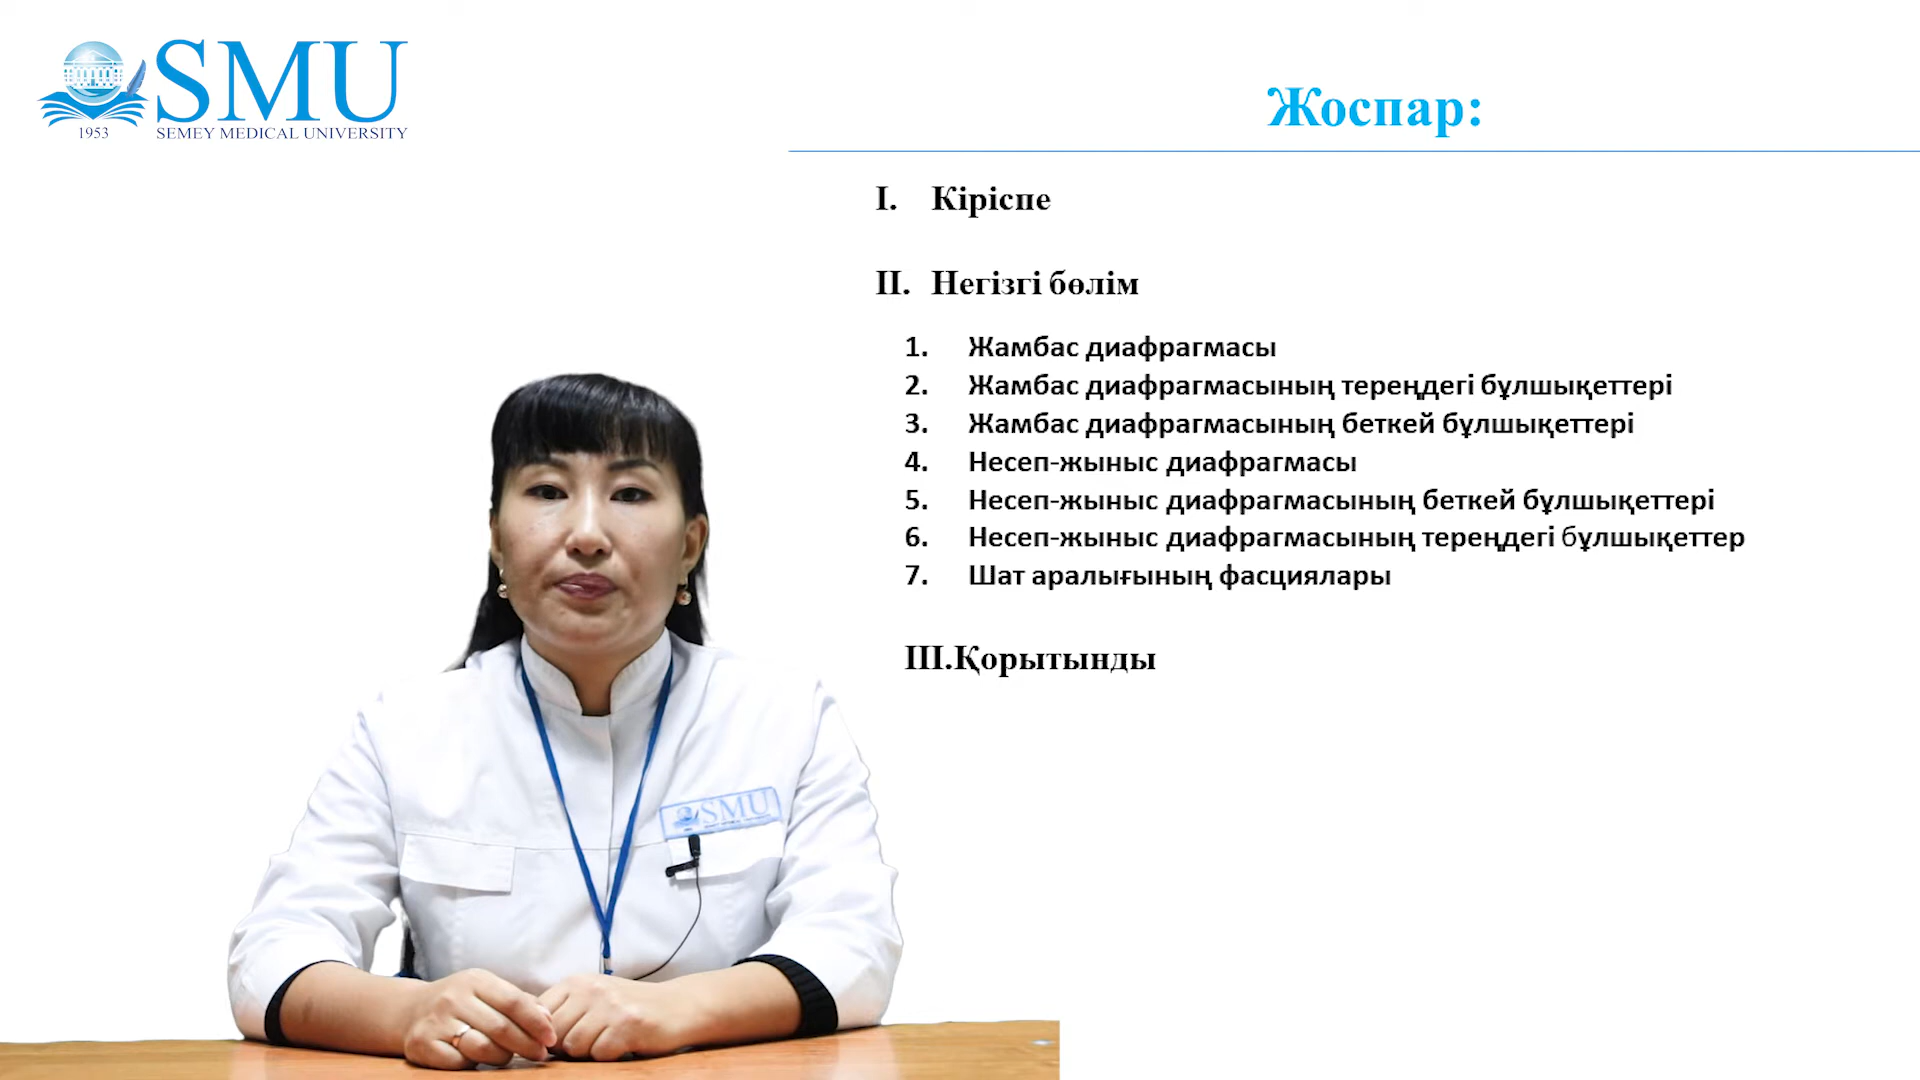 SMU
1953
SEMEY MEDICAL UNIVERSITY
Жоспар:
I. Кіріспе
II. Негізгі бөлім
1. Жамбас диафрагмасы
2. Жамбас диафрагмасының тереңдегі бұлшықеттері
3. Жамбас диафрагмасының беткей бұлшықеттері
4. Несеп-жыныс диафрагмасы
5. Несеп-жыныс диафрагмасының беткей бұлшықеттері
6. Несеп-жыныс диафрагмасының тереңдегі бұлшықеттер
7. Шат аралығының фасциялары
III.Қорытынды
SMU